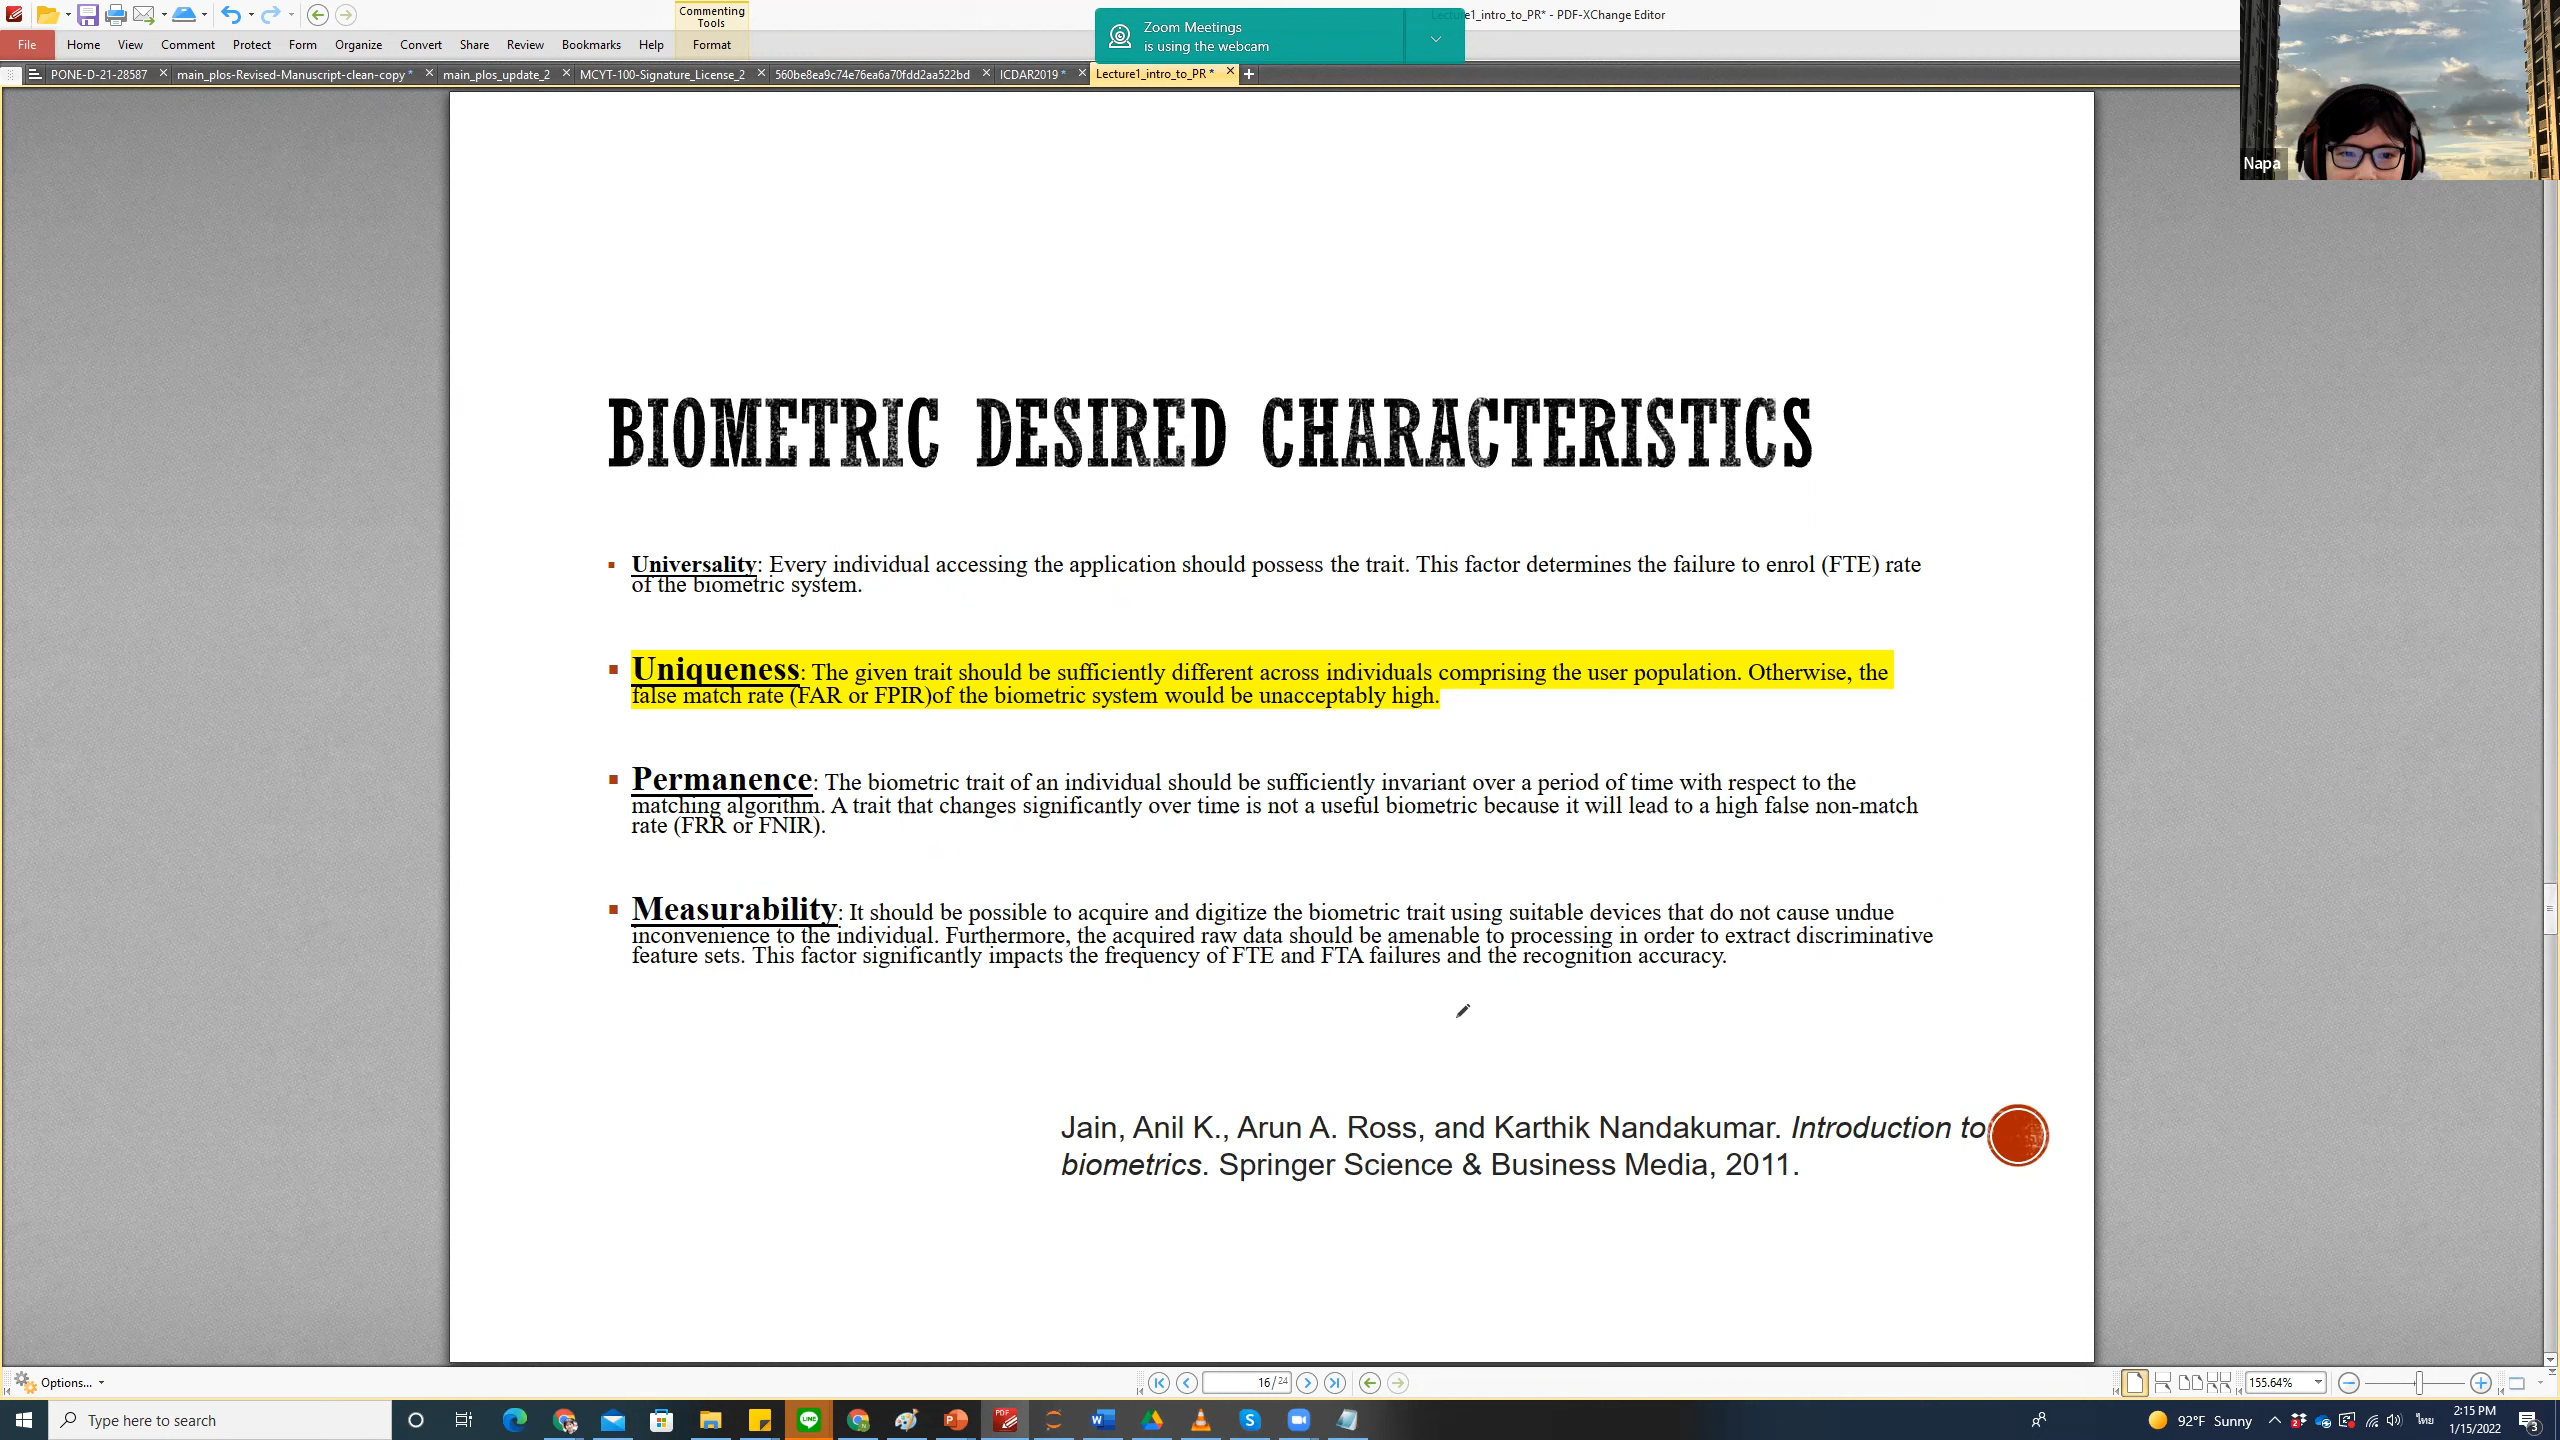 Commenting
Tools
Zoom Meetings
is using the webcam
e1_intro_to_PR* - PDF-XChange Editor
File Home View Comment Protect Form Organize Convert Share Review Bookmarks Help Format
PONE-D-21-28587 main_plos-Revised-Manuscript-clean-copy * main_plos_update_2 MCYT-100-Signature_License_2 560be8ea9c74e76ea6a70fdd2aa522bd ICDAR2019 * Lecture1_intro_to_PR *
Napa
BIOMETRIC DESIRED CHARACTERISTICS
Universality: Every individual accessing the application should possess the trait. This factor determines the failure to enrol (FTE) rate
of the biometric system.
Uniqueness: The given trait should be sufficiently different across individuals comprising the user population. Otherwise, the
false match rate (FAR or FPIR)of the biometric system would be unacceptably high.
Permanence: The biometric trait of an individual should be sufficiently invariant over a period of time with respect to the
matching algorithm. A trait that changes significantly over time is not a useful biometric because it will lead to a high false non-match
rate (FRR or FNIR).
Measurability: It should be possible to acquire and digitize the biometric trait using suitable devices that do not cause undue
inconvenience to the individual. Furthermore, the acquired raw data should be amenable to processing in order to extract discriminative
feature sets. This factor significantly impacts the frequency of FTE and FTA failures and the recognition accuracy.
Jain, Anil K., Arun A. Ross, and Karthik Nandakumar. Introduction to
biometrics. Springer Science & Business Media, 2011.
Options... 16/24 155.64%
Type here to search
92°F Sunny
ไทย
2:15 PM
1/15/2022
3